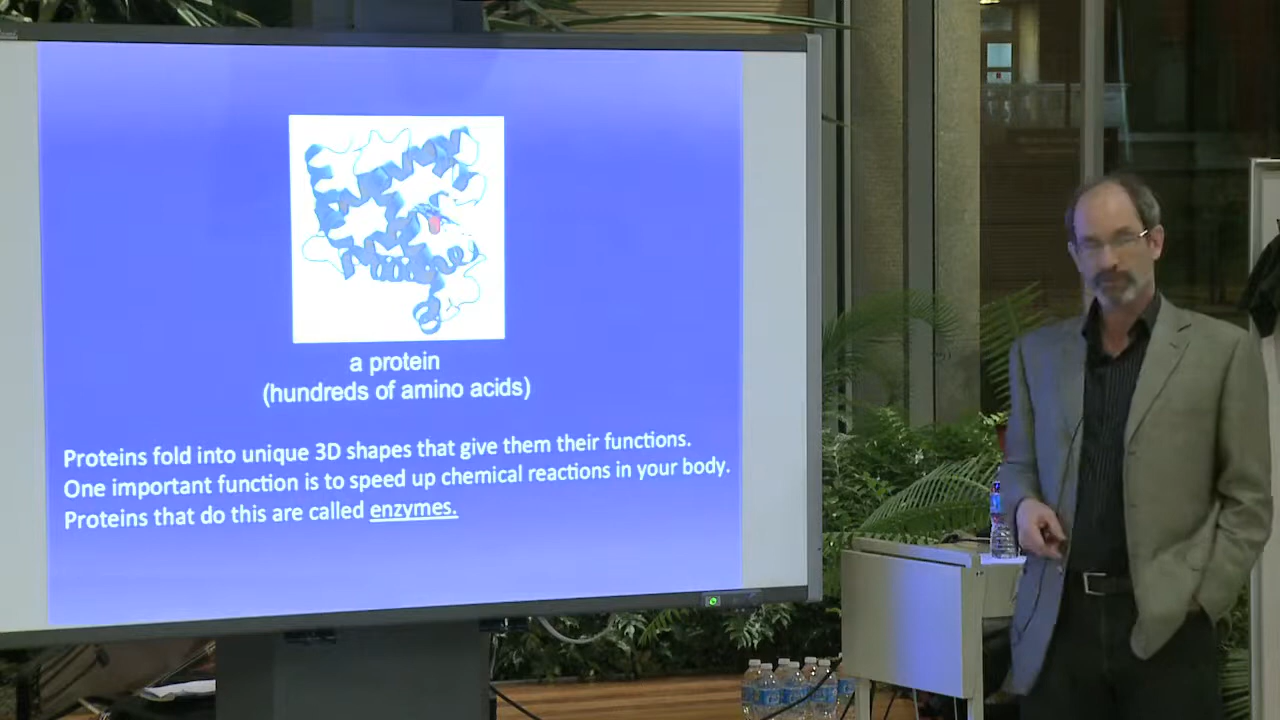 a protein
(hundreds of amino acids)
Proteins fold into unique 3D shapes that give them their functions.
One important function is to speed up chemical reactions in your body.
Proteins that do this are called enzymes.